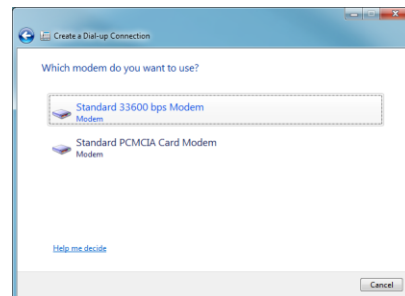 Create a Dial-up Connection
Which modem do you want to use?
Standard 33600 bps Modem
Modem
Standard PCMCIA Card Modem
Modem
Help me decide
Cancel